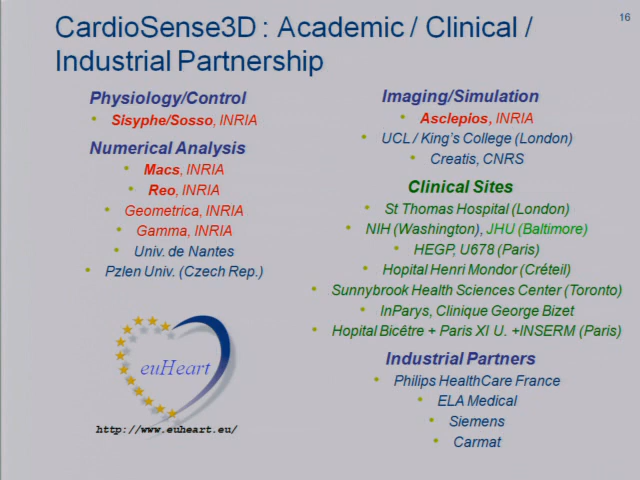 16
CardioSense3D : Academic / Clinical /
Industrial Partnership
Physiology/Control
• Sisyphe/Sosso, INRIA
Numerical Analysis
• Macs, INRIA
• Reo, INRIA
• Geometrica, INRIA
• Gamma, INRIA
• Univ. de Nantes
• Pzlen Univ. (Czech Rep.)
euHeart
http://www.euheart.eu/
Imaging/Simulation
• Asclepios, INRIA
• UCL / King's College (London)
• Creatis, CNRS
Clinical Sites
• St Thomas Hospital (London)
• NIH (Washington), JHU (Baltimore)
• HEGP, U678 (Paris)
• Hopital Henri Mondor (Créteil)
• Sunnybrook Health Sciences Center (Toronto)
• InParys, Clinique George Bizet
• Hopital Bicêtre + Paris XI U. +INSERM (Paris)
Industrial Partners
• Philips HealthCare France
• ELA Medical
• Siemens
• Carmat